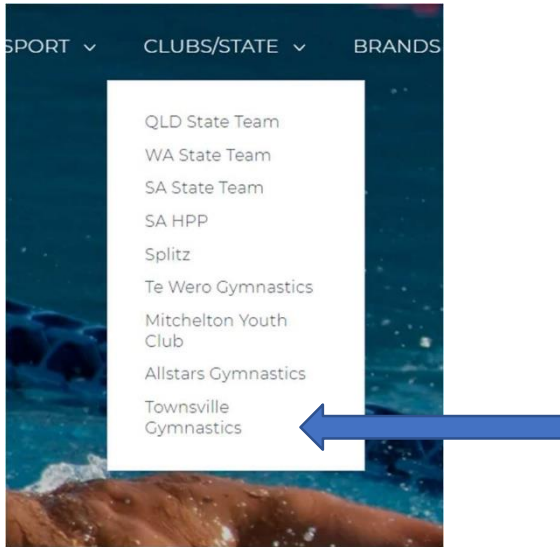 SPORT CLUBS/STATE BRANDS
QLD State Team
WA State Team
SA State Team
SA HPP
Splitz
Te Wero Gymnastics
Mitchelton Youth
Club
Allstars Gymnastics
Townsville
Gymnastics